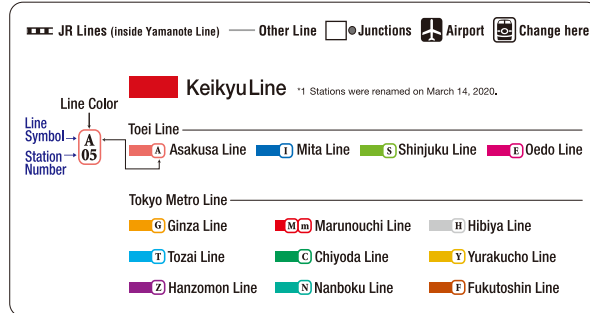 JR Lines (inside Yamanote Line) Other Line Junctions Airport Change here
Keikyu Line *1 Stations were renamed on March 14, 2020.
Line Color
Line Symbol
Station Number
A
05
Toei Line
A Asakusa Line I Mita Line S Shinjuku Line E Oedo Line
Tokyo Metro Line
G Ginza Line M m Marunouchi Line H Hibiya Line
T Tozai Line C Chiyoda Line Y Yurakucho Line
Z Hanzomon Line N Nanboku Line F Fukutoshin Line